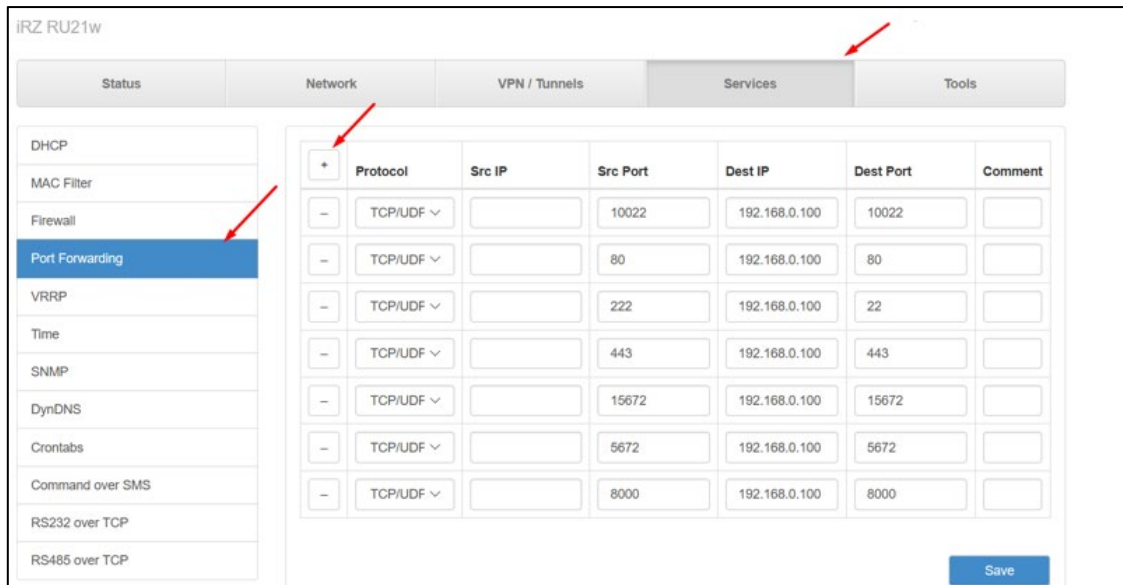 iRZ RU21w
Status Network VPN / Tunnels Services Tools
DHCP
MAC Filter
Firewall
Port Forwarding
VRRP
Time
SNMP
DynDNS
Crontabs
Command over SMS
RS232 over TCP
RS485 over TCP
+ Protocol Src IP Src Port Dest IP Dest Port Comment
– TCP/UDF 10022 192.168.0.100 10022
– TCP/UDF 80 192.168.0.100 80
– TCP/UDF 222 192.168.0.100 22
– TCP/UDF 443 192.168.0.100 443
– TCP/UDF 15672 192.168.0.100 15672
– TCP/UDF 5672 192.168.0.100 5672
– TCP/UDF 8000 192.168.0.100 8000
Save